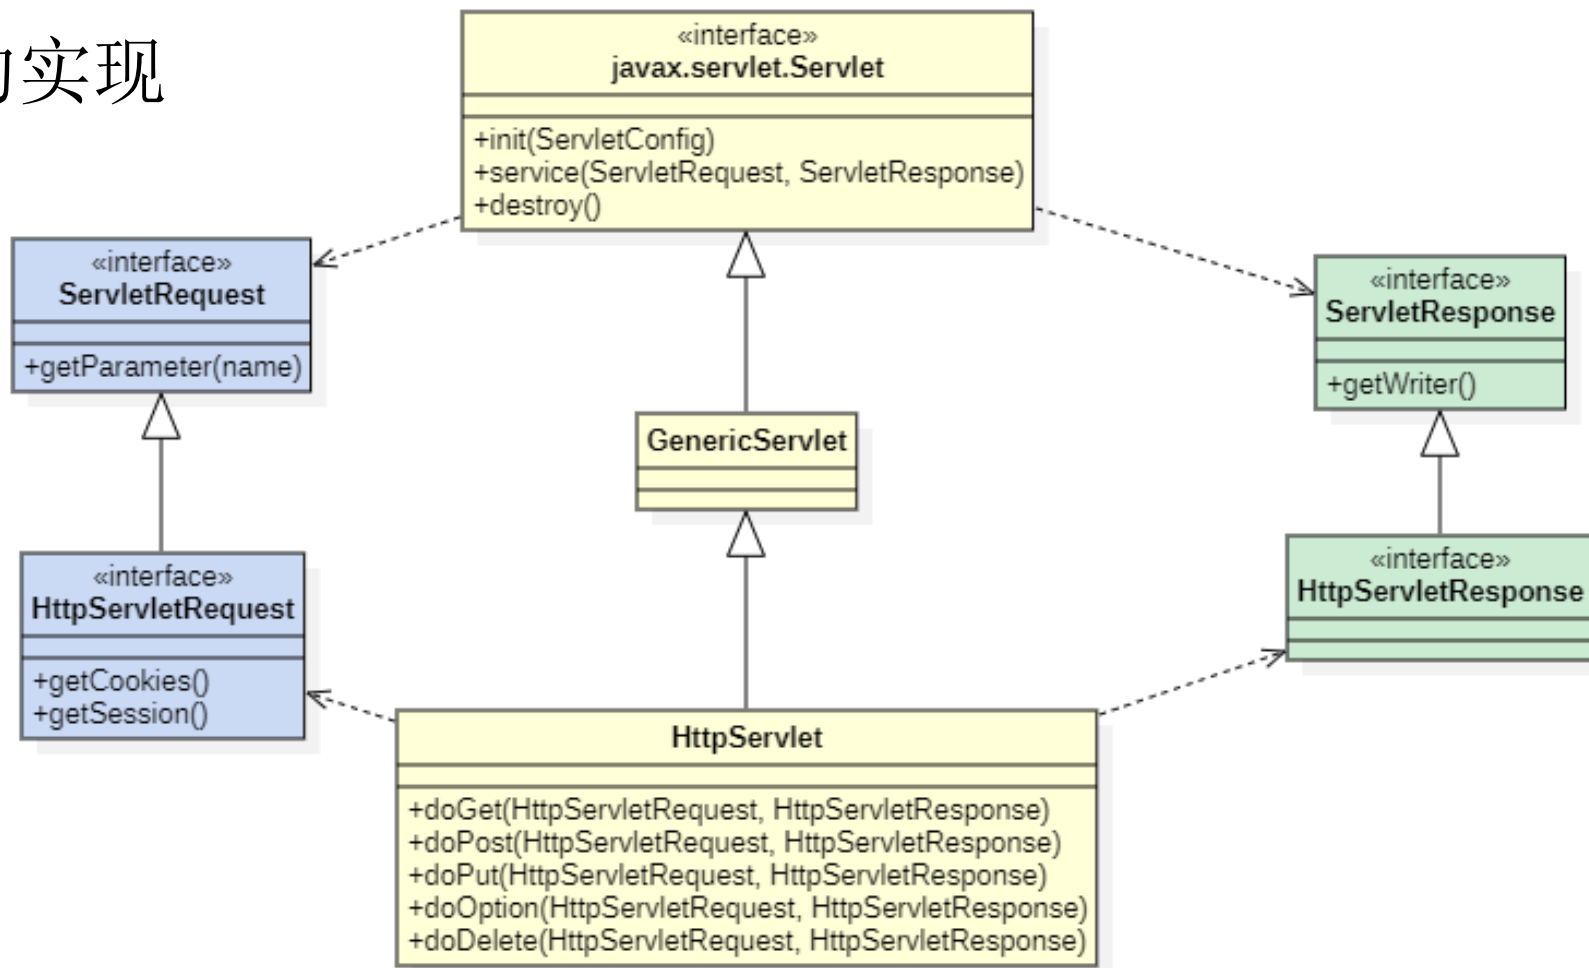 的实现
«interface»
javax.servlet.Servlet
+init(ServletConfig)
+service(ServletRequest, ServletResponse)
+destroy()
«interface»
ServletRequest
+getParameter(name)
«interface»
ServletResponse
+getWriter()
GenericServlet
«interface»
HttpServletRequest
+getCookies()
+getSession()
«interface»
HttpServletResponse
HttpServlet
+doGet(HttpServletRequest, HttpServletResponse)
+doPost(HttpServletRequest, HttpServletResponse)
+doPut(HttpServletRequest, HttpServletResponse)
+doOption(HttpServletRequest, HttpServletResponse)
+doDelete(HttpServletRequest, HttpServletResponse)